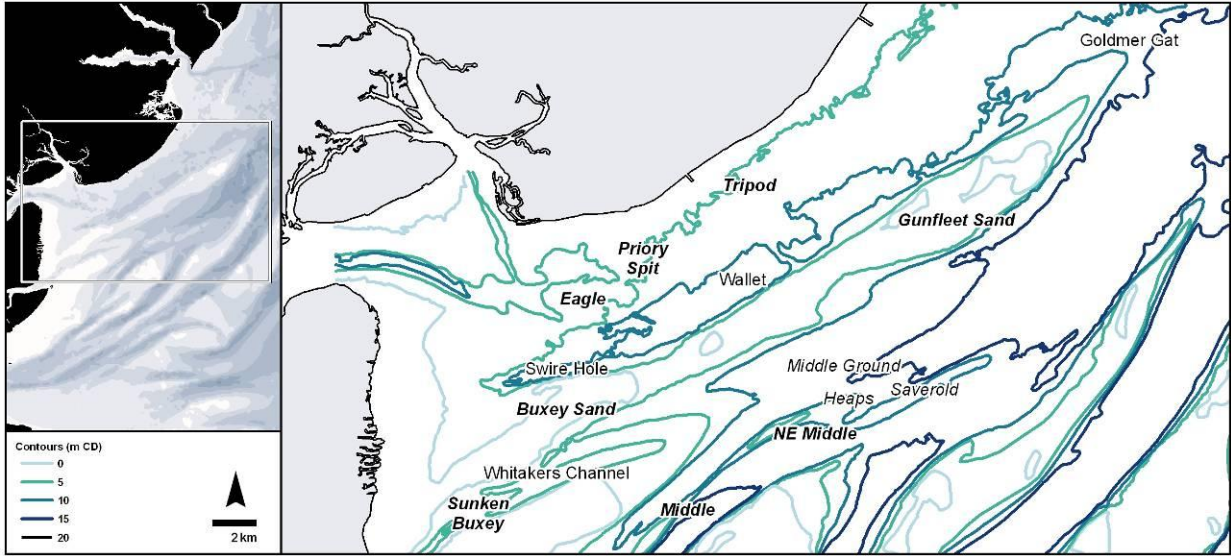 Goldmer Gat
Tripod
Gunfleet Sand
Priory
Spit
Wallet
Eagle
Swire Hole
Middle Ground
Saverold
Heaps
Buxey Sand
NE Middle
Whitakers Channel
Sunken
Buxey
Middle
Contours (m CD)
0
5
10
15
20
2 km